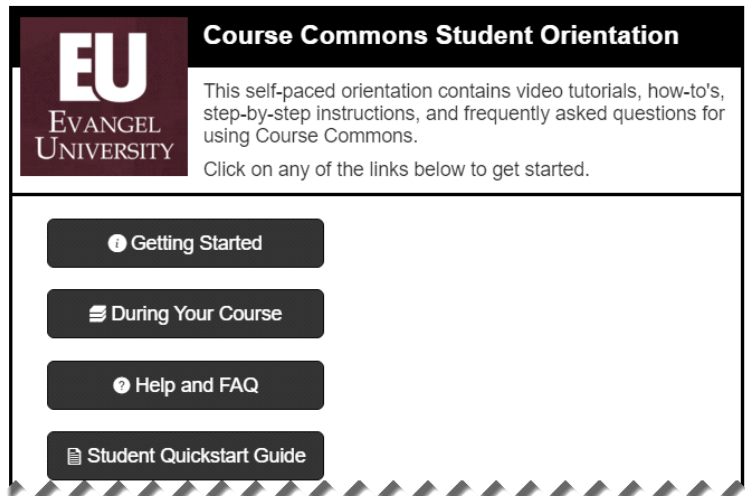 EU
EVANGEL
UNIVERSITY
Course Commons Student Orientation
This self-paced orientation contains video tutorials, how-to's,
step-by-step instructions, and frequently asked questions for
using Course Commons.
Click on any of the links below to get started.
Getting Started
During Your Course
Help and FAQ
Student Quickstart Guide